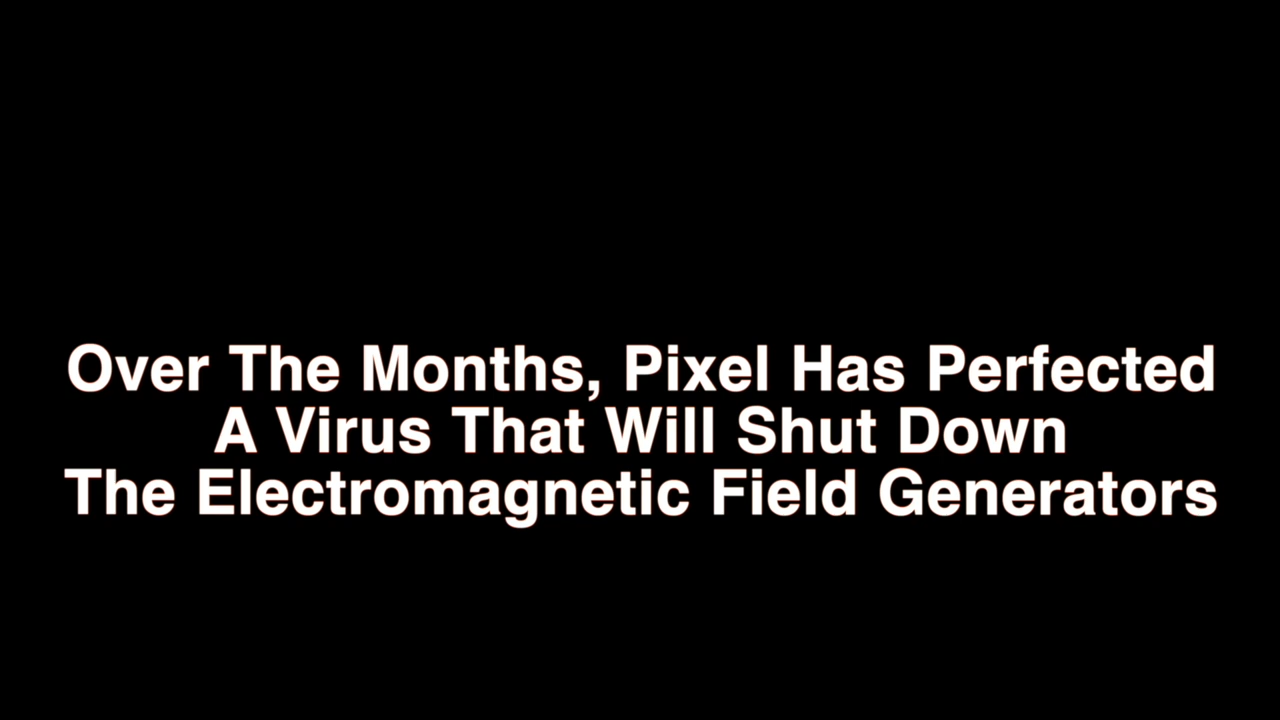 Over The Months, Pixel Has Perfected
A Virus That Will Shut Down
The Electromagnetic Field Generators